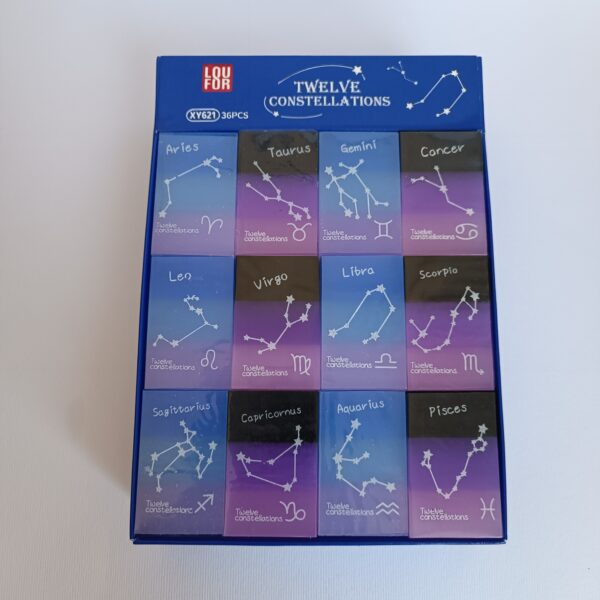 LOU
FOR
TWELVE
CONSTELLATIONS
XY621 36PCS
Aries
Twelve
constellations
Taurus
Twelve
constellations
Gemini
Twelve
constellations
Cancer
Twelve
constellations
Leo
Twelve
constellations
Virgo
Twelve
constellations
Libra
Twelve
constellations
Scorpio
Twelve
constellations
Sagittarius
Twelve
constellations
Capricornus
Twelve
constellations
Aquarius
Twelve
constellations
Pisces
Twelve
constellations